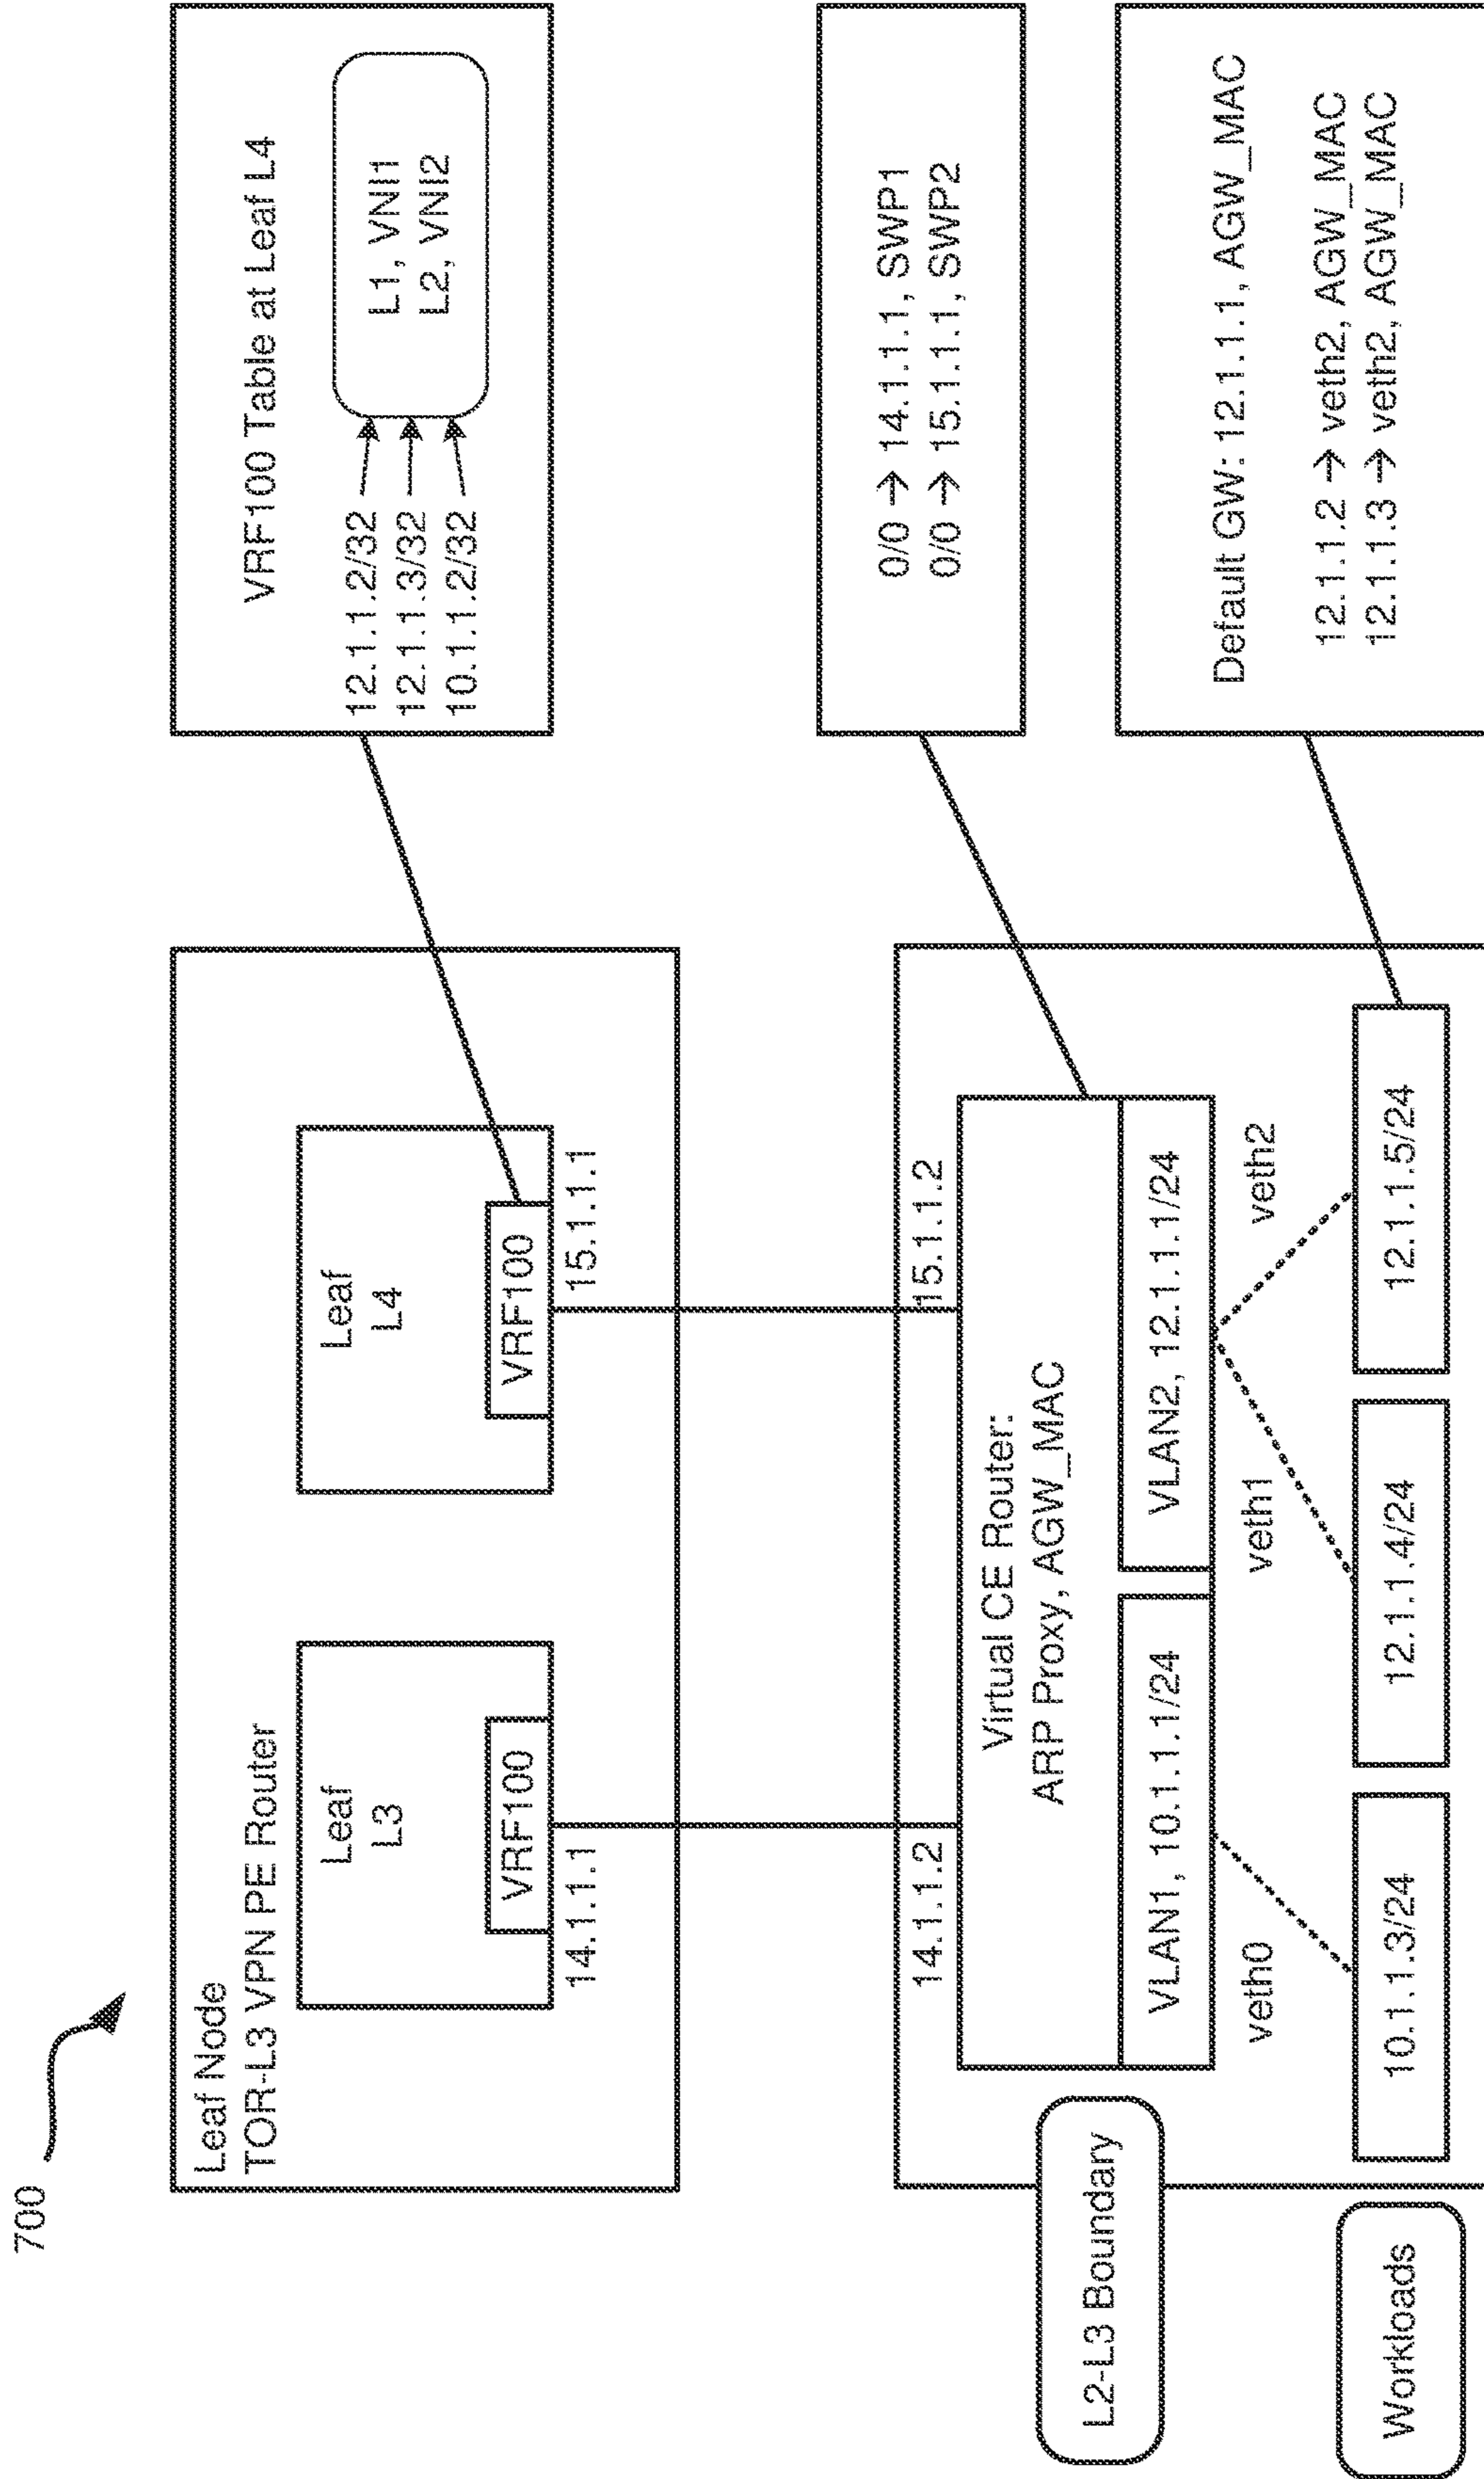 700
Leaf Node
TOR-L3 VPN PE Router
Leaf
L3
VRF100
14.1.1.1
Leaf
L4
VRF100
15.1.1.1
VRF100 Table at Leaf L4
12.1.1.2/32
12.1.1.3/32
10.1.1.2/32
L1, VNI1
L2, VNI2
14.1.1.2
15.1.1.2
Virtual CE Router:
ARP Proxy, AGW_MAC
VLAN1, 10.1.1.1/24
VLAN2, 12.1.1.1/24
0/0 → 14.1.1.1, SWP1
0/0 → 15.1.1.1, SWP2
L2-L3 Boundary
veth0
veth1
veth2
Workloads
10.1.1.3/24
12.1.1.4/24
12.1.1.5/24
Default GW: 12.1.1.1, AGW_MAC
12.1.1.2 → veth2, AGW_MAC
12.1.1.3 → veth2, AGW_MAC